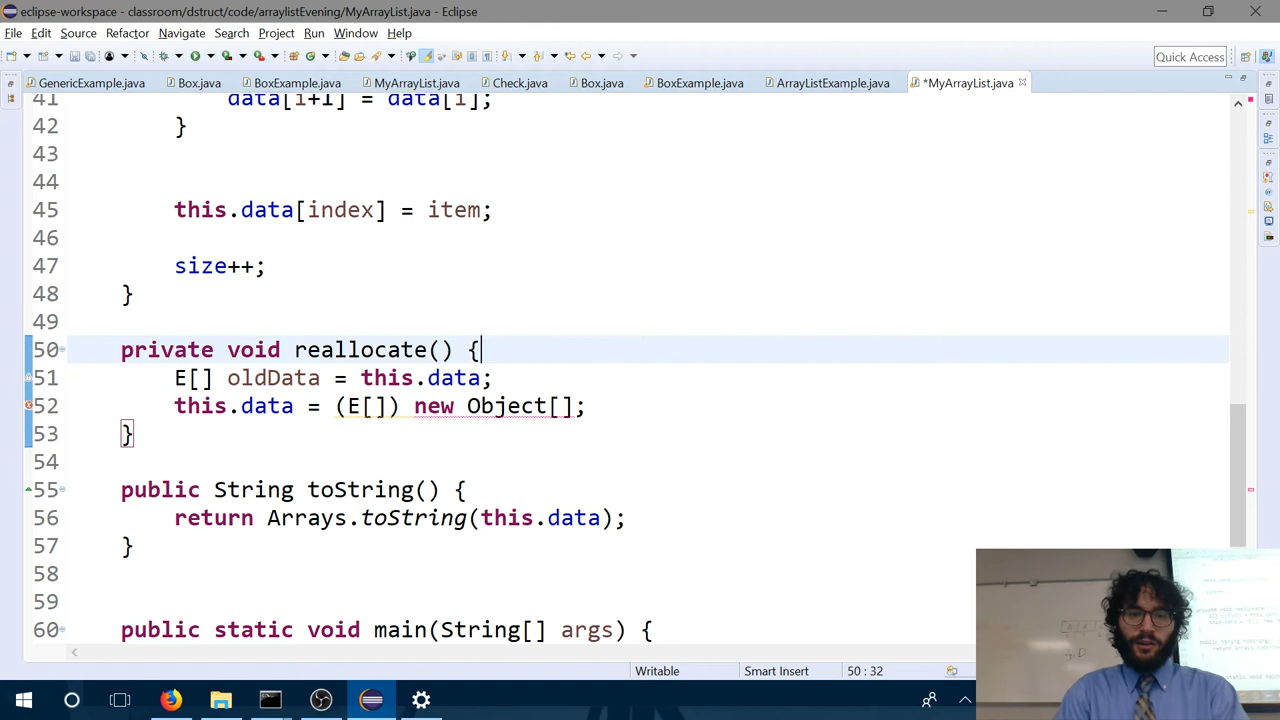 eclipse-workspace - classroom/dstruct/code/arraylistEvening/MyArrayList.java - Eclipse
File Edit Source Refactor Navigate Search Project Run Window Help
Quick Access
GenericExample.java Box.java BoxExample.java MyArrayList.java Check.java Box.java BoxExample.java ArrayListExample.java *MyArrayList.java
41 data[i+1] = data[i];
42 }
43
44
45 this.data[index] = item;
46
47 size++;
48 }
49
50 private void reallocate() {
51 E[] oldData = this.data;
52 this.data = (E[]) new Object[];
53 }
54
55 public String toString() {
56 return Arrays.toString(this.data);
57 }
58
59
60 public static void main(String[] args) {
Writable Smart Insert 50 : 32